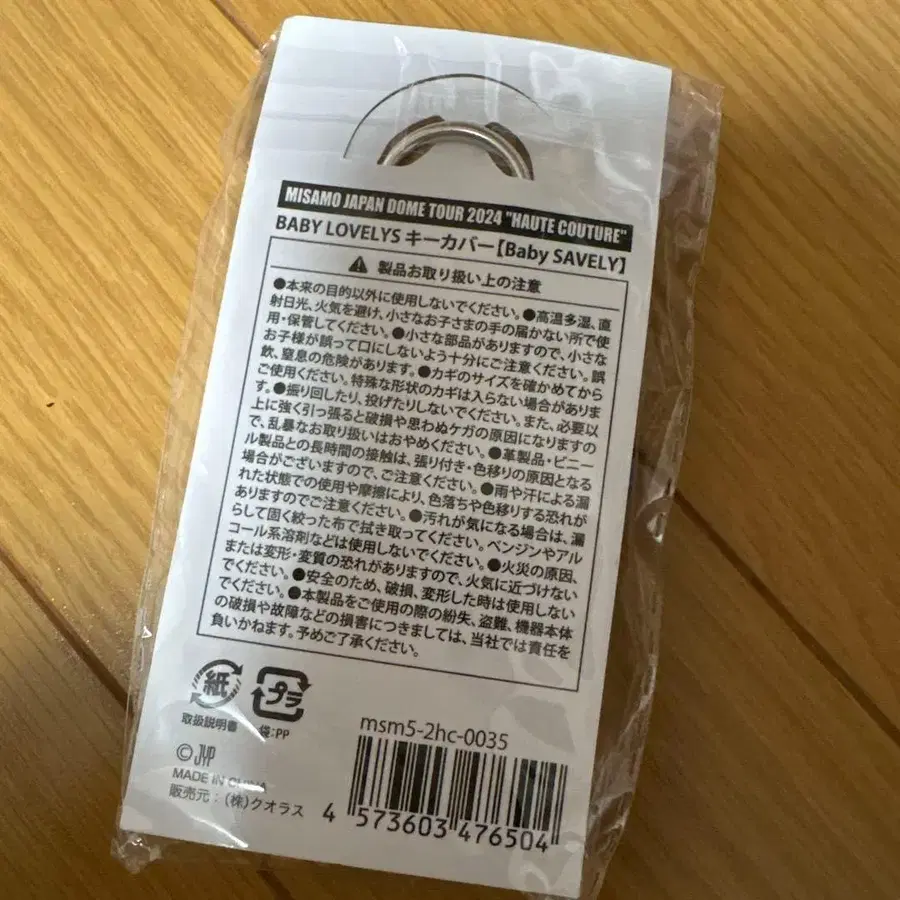 MISAMO JAPAN DOME TOUR 2024 "HAUTE COUTURE"
BABY LOVELYS キーカバー【Baby SAVELY】
製品お取り扱い上の注意
●本来の目的以外に使用しないでください。●高温多湿、直
射日光、火気を避け、小さなお子さまの手の届かない所で使
用・保管してください。●小さな部品がありますので、小さな
お子様が誤って口にしないよう十分にご注意ください。誤
飲、窒息の危険があります。●カギのサイズを確かめてから
ご使用ください。特殊な形状のカギは入らない場合がありま
す。●振り回したり、投げたりしないでください。また、必要以
上に強く引っ張ると破損や思わぬケガの原因になりますの
で、乱暴なお取り扱いはおやめください。●革製品・ビニー
ル製品との長時間の接触は、張り付き・色移りの原因となる
場合がございますので、ご注意ください。●雨や汗による濡
れた状態での使用や摩擦により、色落ちや色移りする恐れが
ありますのでご注意ください。●汚れが気になる場合は、濡
らして固く絞った布で拭き取ってください。ベンジンやアル
コール系溶剤などは使用しないでください。●火災の原因、
または変形・変質の恐れがありますので、火気に近づけない
でください。●安全のため、破損、変形した時は使用しない
でください。●本製品をご使用の際の紛失、盗難、機器本体
の破損や故障などの損害につきましては、当社では責任を
負いかねます。予めご了承ください。
紙
取扱説明書
プラ
袋:PP
msm5-2hc-0035
© JYP
MADE IN CHINA
販売元:(株)クオラス
4 573603 476504